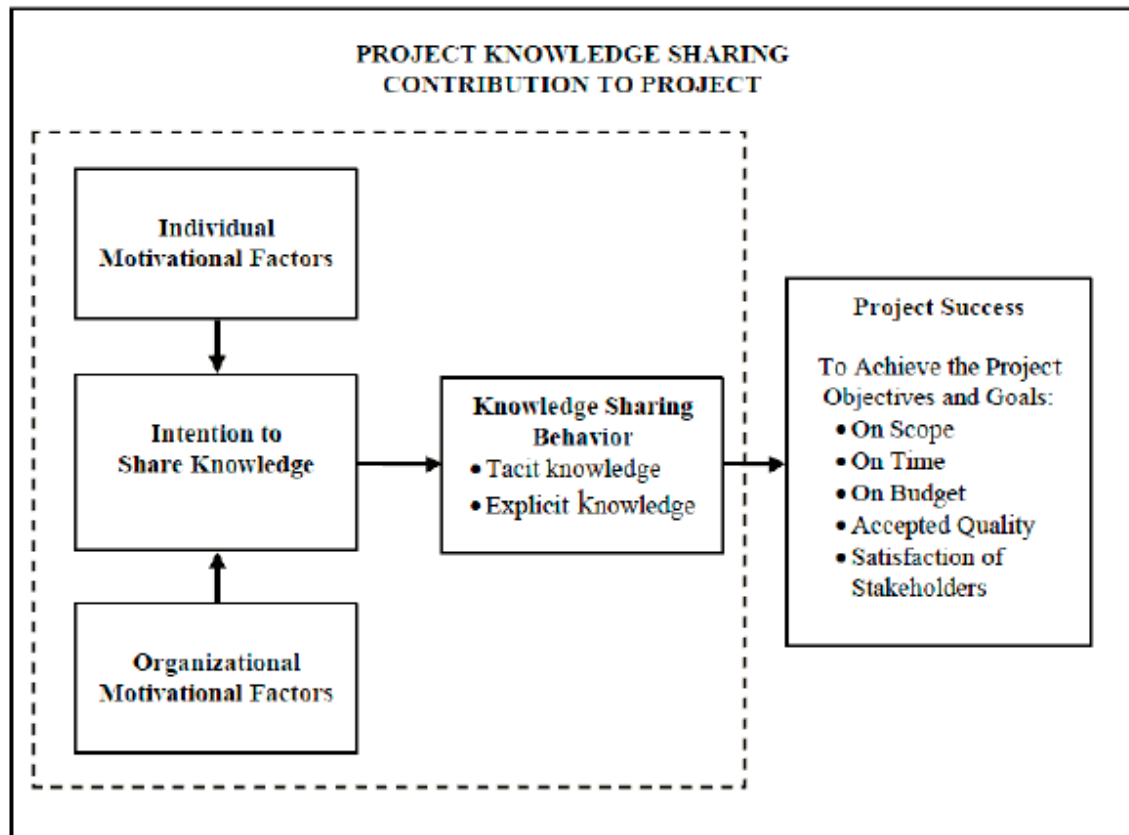 PROJECT KNOWLEDGE SHARING
CONTRIBUTION TO PROJECT
Individual
Motivational Factors
Intention to
Share Knowledge
Organizational
Motivational Factors
Knowledge Sharing
Behavior
• Tacit knowledge
• Explicit knowledge
Project Success
To Achieve the Project
Objectives and Goals:
• On Scope
• On Time
• On Budget
• Accepted Quality
• Satisfaction of
Stakeholders